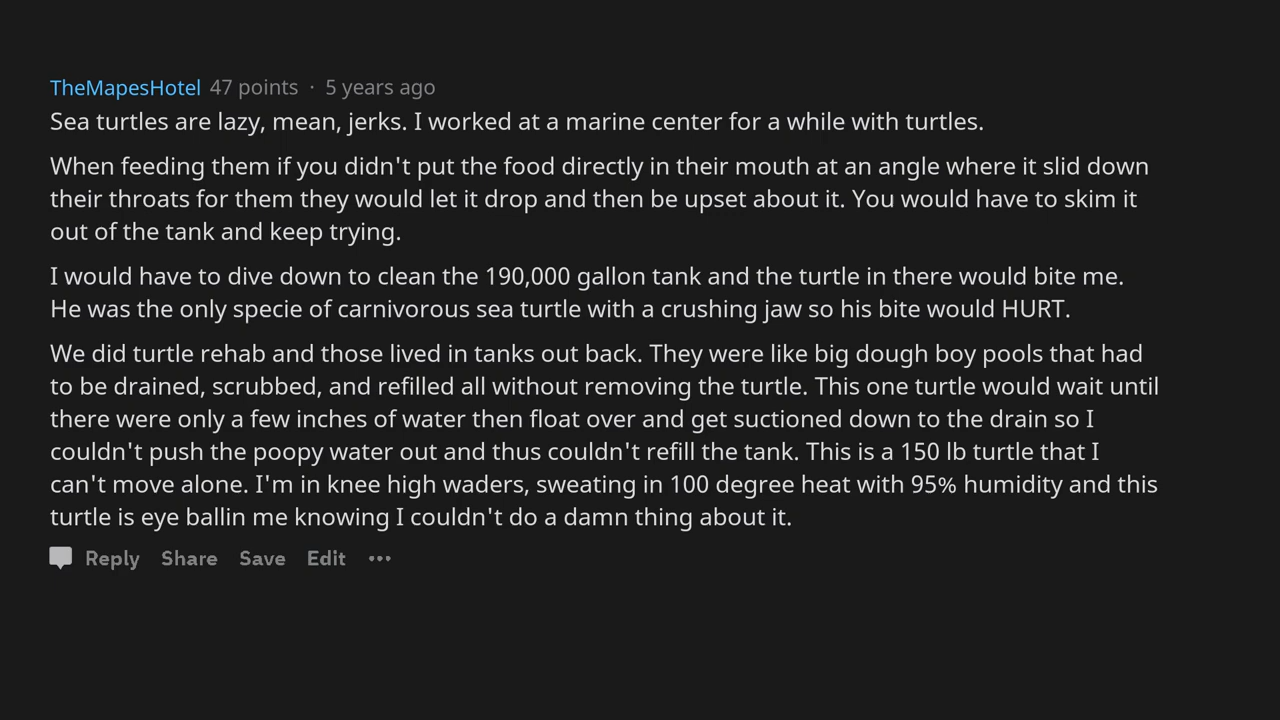 TheMapesHotel 47 points · 5 years ago
Sea turtles are lazy, mean, jerks. I worked at a marine center for a while with turtles.
When feeding them if you didn't put the food directly in their mouth at an angle where it slid down
their throats for them they would let it drop and then be upset about it. You would have to skim it
out of the tank and keep trying.
I would have to dive down to clean the 190,000 gallon tank and the turtle in there would bite me.
He was the only specie of carnivorous sea turtle with a crushing jaw so his bite would HURT.
We did turtle rehab and those lived in tanks out back. They were like big dough boy pools that had
to be drained, scrubbed, and refilled all without removing the turtle. This one turtle would wait until
there were only a few inches of water then float over and get suctioned down to the drain so I
couldn't push the poopy water out and thus couldn't refill the tank. This is a 150 lb turtle that I
can't move alone. I'm in knee high waders, sweating in 100 degree heat with 95% humidity and this
turtle is eye ballin me knowing I couldn't do a damn thing about it.
Reply Share Save Edit •••